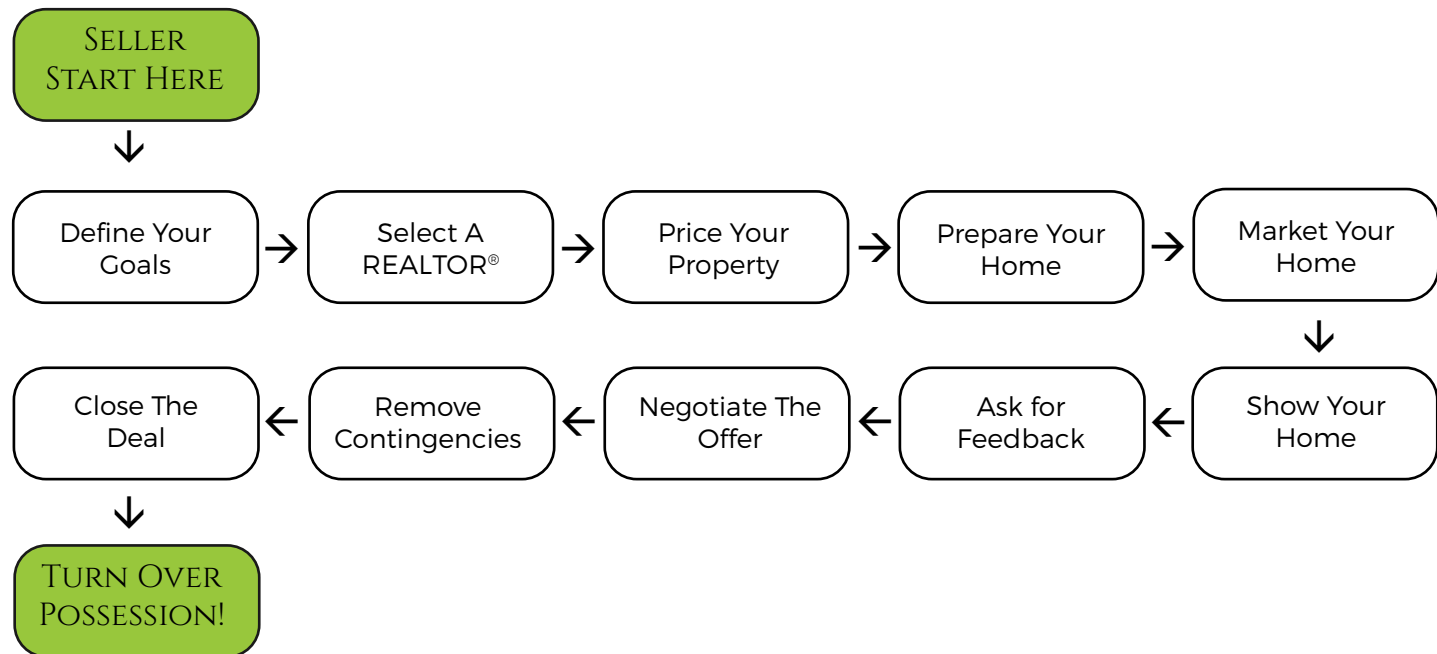 SELLER
START HERE
Define Your
Goals
Select A
REALTOR®
Price Your
Property
Prepare Your
Home
Market Your
Home
Show Your
Home
Ask for
Feedback
Negotiate The
Offer
Remove
Contingencies
Close The
Deal
TURN OVER
POSSESSION!